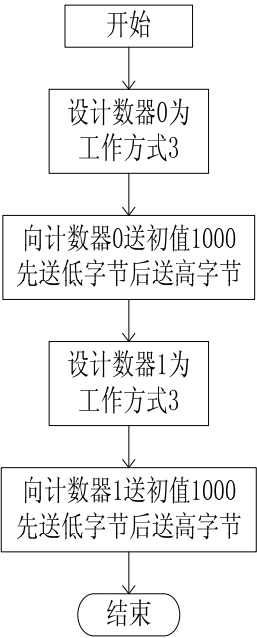 开始
设计数器0为
工作方式3
向计数器0送初值1000
先送低字节后送高字节
设计数器1为
工作方式3
向计数器1送初值1000
先送低字节后送高字节
结束